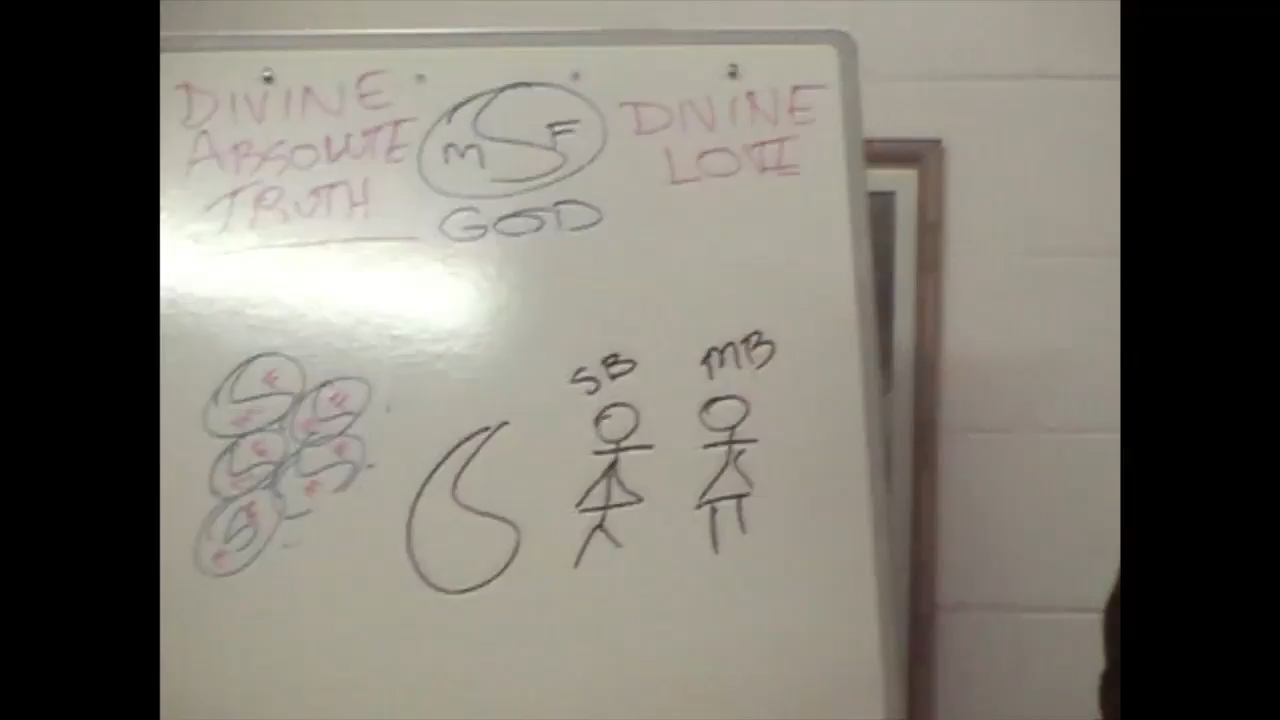 DIVINE
ABSOLUTE
TRUTH
M F
GOD
DIVINE
LOVE
SB
MB